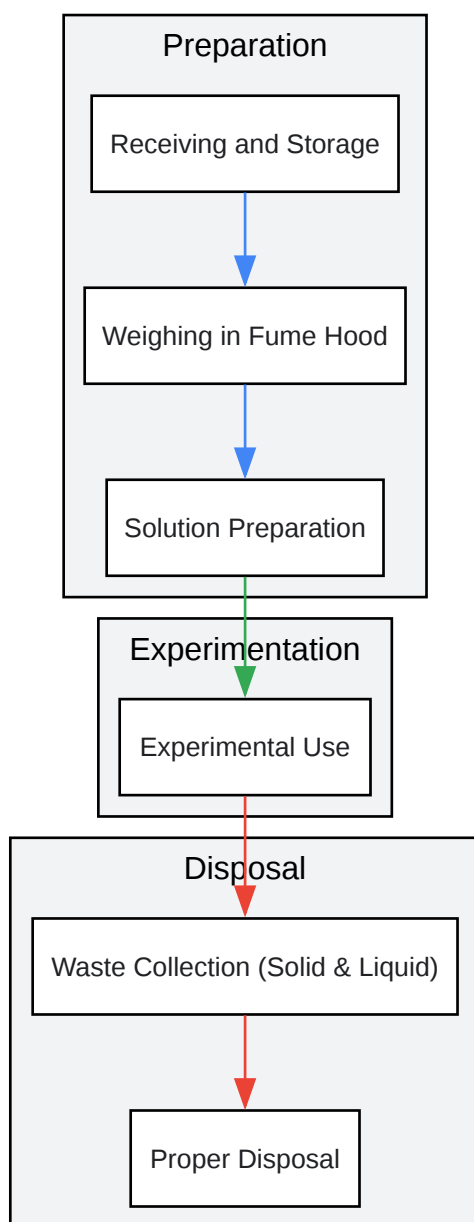 Preparation
Receiving and Storage
Weighing in Fume Hood
Solution Preparation
Experimentation
Experimental Use
Disposal
Waste Collection (Solid & Liquid)
Proper Disposal